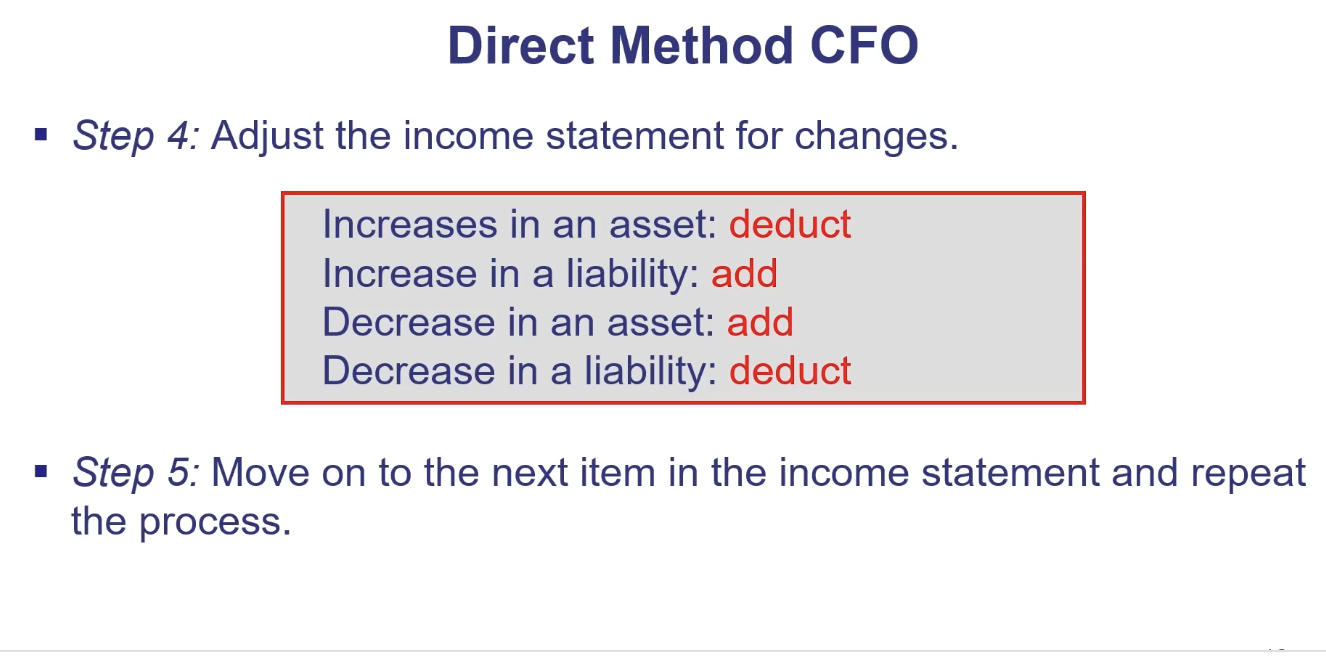 Direct Method CFO
▪ Step 4: Adjust the income statement for changes.
Increases in an asset: deduct
Increase in a liability: add
Decrease in an asset: add
Decrease in a liability: deduct
▪ Step 5: Move on to the next item in the income statement and repeat
the process.